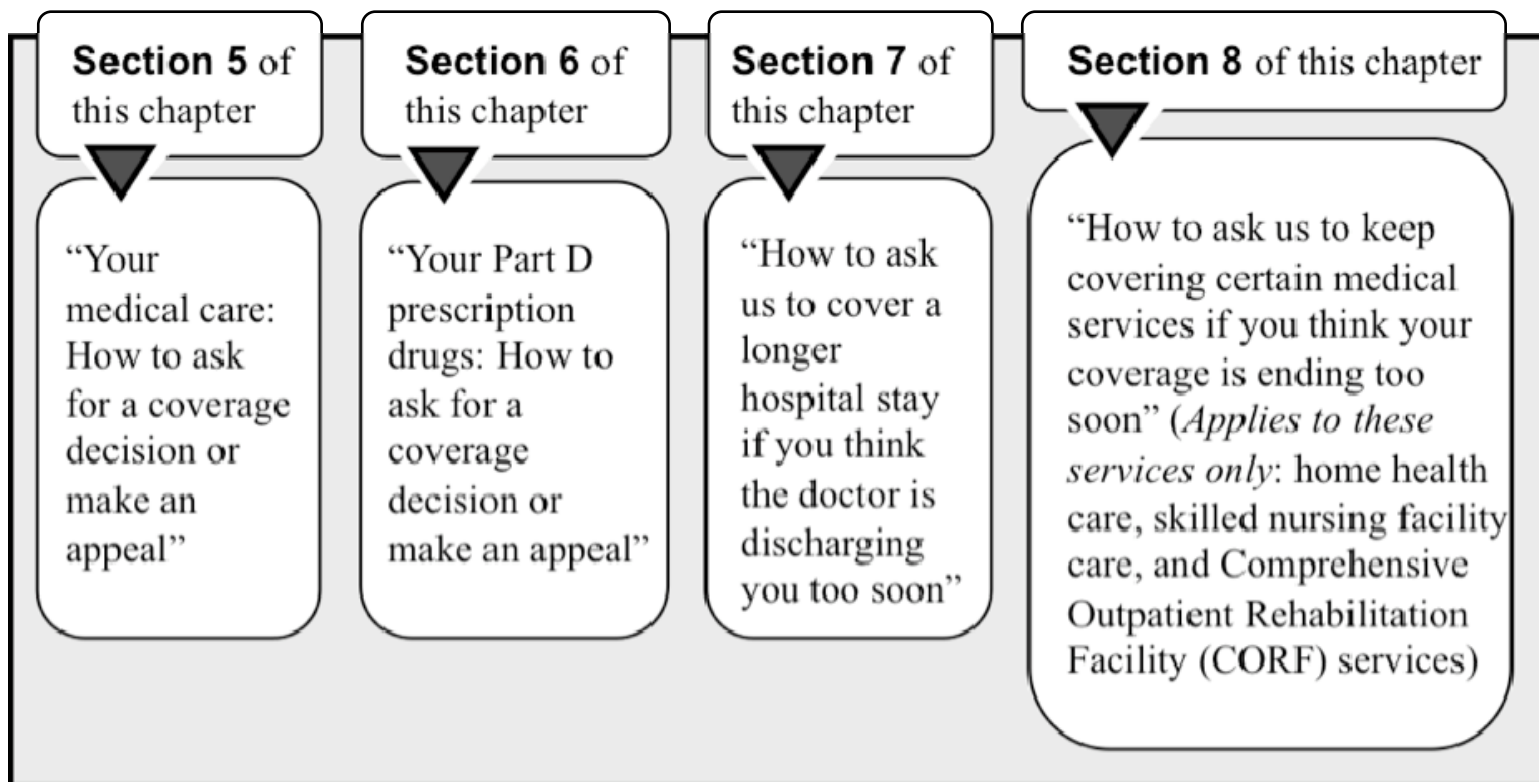 Section 5 of
this chapter
“Your
medical care:
How to ask
for a coverage
decision or
make an
appeal”
Section 6 of
this chapter
“Your Part D
prescription
drugs: How to
ask for a
coverage
decision or
make an appeal”
Section 7 of
this chapter
“How to ask
us to cover a
longer
hospital stay
if you think
the doctor is
discharging
you too soon”
Section 8 of this chapter
“How to ask us to keep
covering certain medical
services if you think your
coverage is ending too
soon” (Applies to these
services only: home health
care, skilled nursing facility
care, and Comprehensive
Outpatient Rehabilitation
Facility (CORF) services)